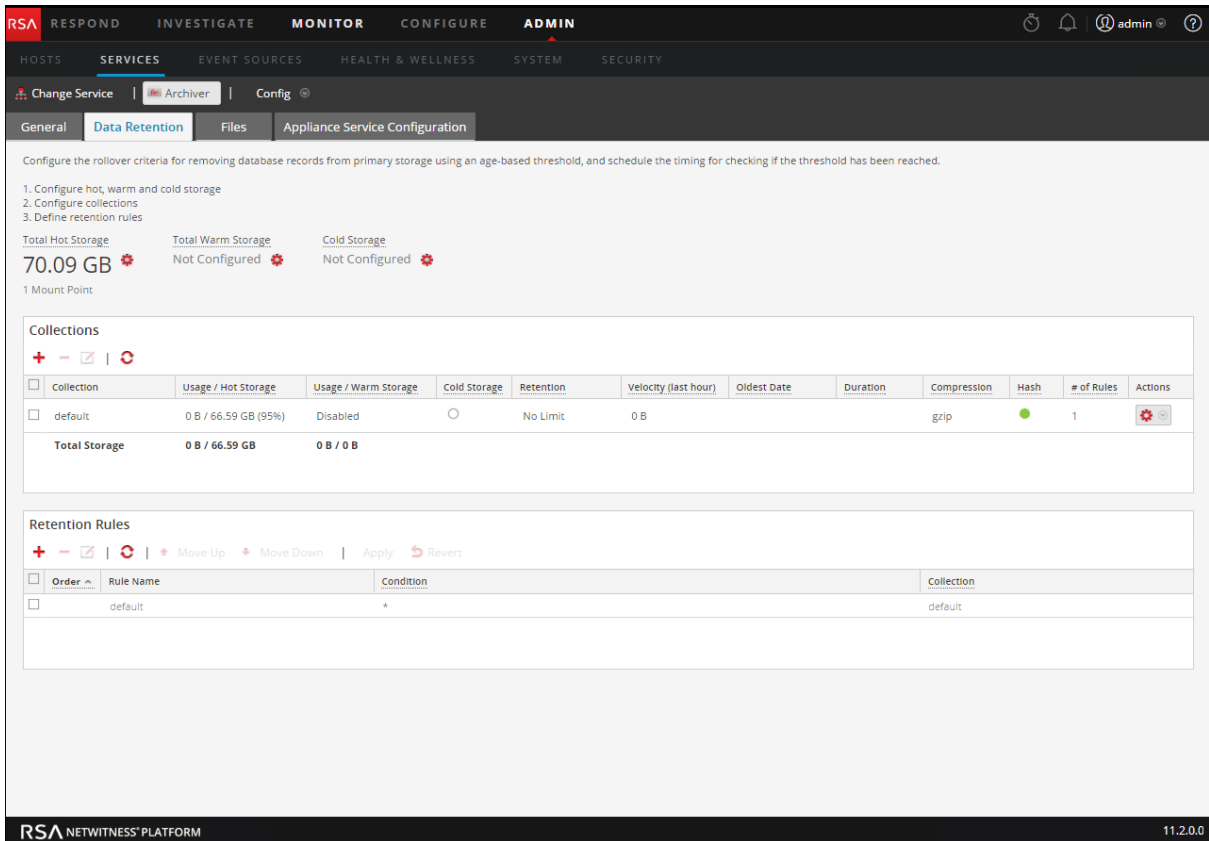 RSA RESPOND INVESTIGATE MONITOR CONFIGURE ADMIN admin ?
HOSTS SERVICES EVENT SOURCES HEALTH & WELLNESS SYSTEM SECURITY
Change Service | Archiver | Config
General Data Retention Files Appliance Service Configuration
Configure the rollover criteria for removing database records from primary storage using an age-based threshold, and schedule the timing for checking if the threshold has been reached.
1. Configure hot, warm and cold storage
2. Configure collections
3. Define retention rules
Total Hot Storage Total Warm Storage Cold Storage
70.09 GB Not Configured Not Configured
1 Mount Point
Collections
Collection Usage / Hot Storage Usage / Warm Storage Cold Storage Retention Velocity (last hour) Oldest Date Duration Compression Hash # of Rules Actions
default 0 B / 66.59 GB (95%) Disabled No Limit 0 B gzip 1
Total Storage 0 B / 66.59 GB 0 B / 0 B
Retention Rules
Move Up Move Down | Apply Revert
Order Rule Name Condition Collection
default * default
RSA NETWITNESS® PLATFORM 11.2.0.0